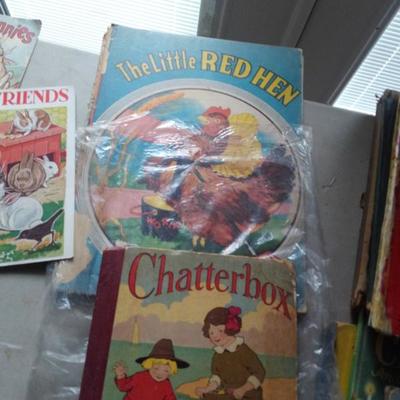 The Little RED HEN
FRIENDS
Chatterbox